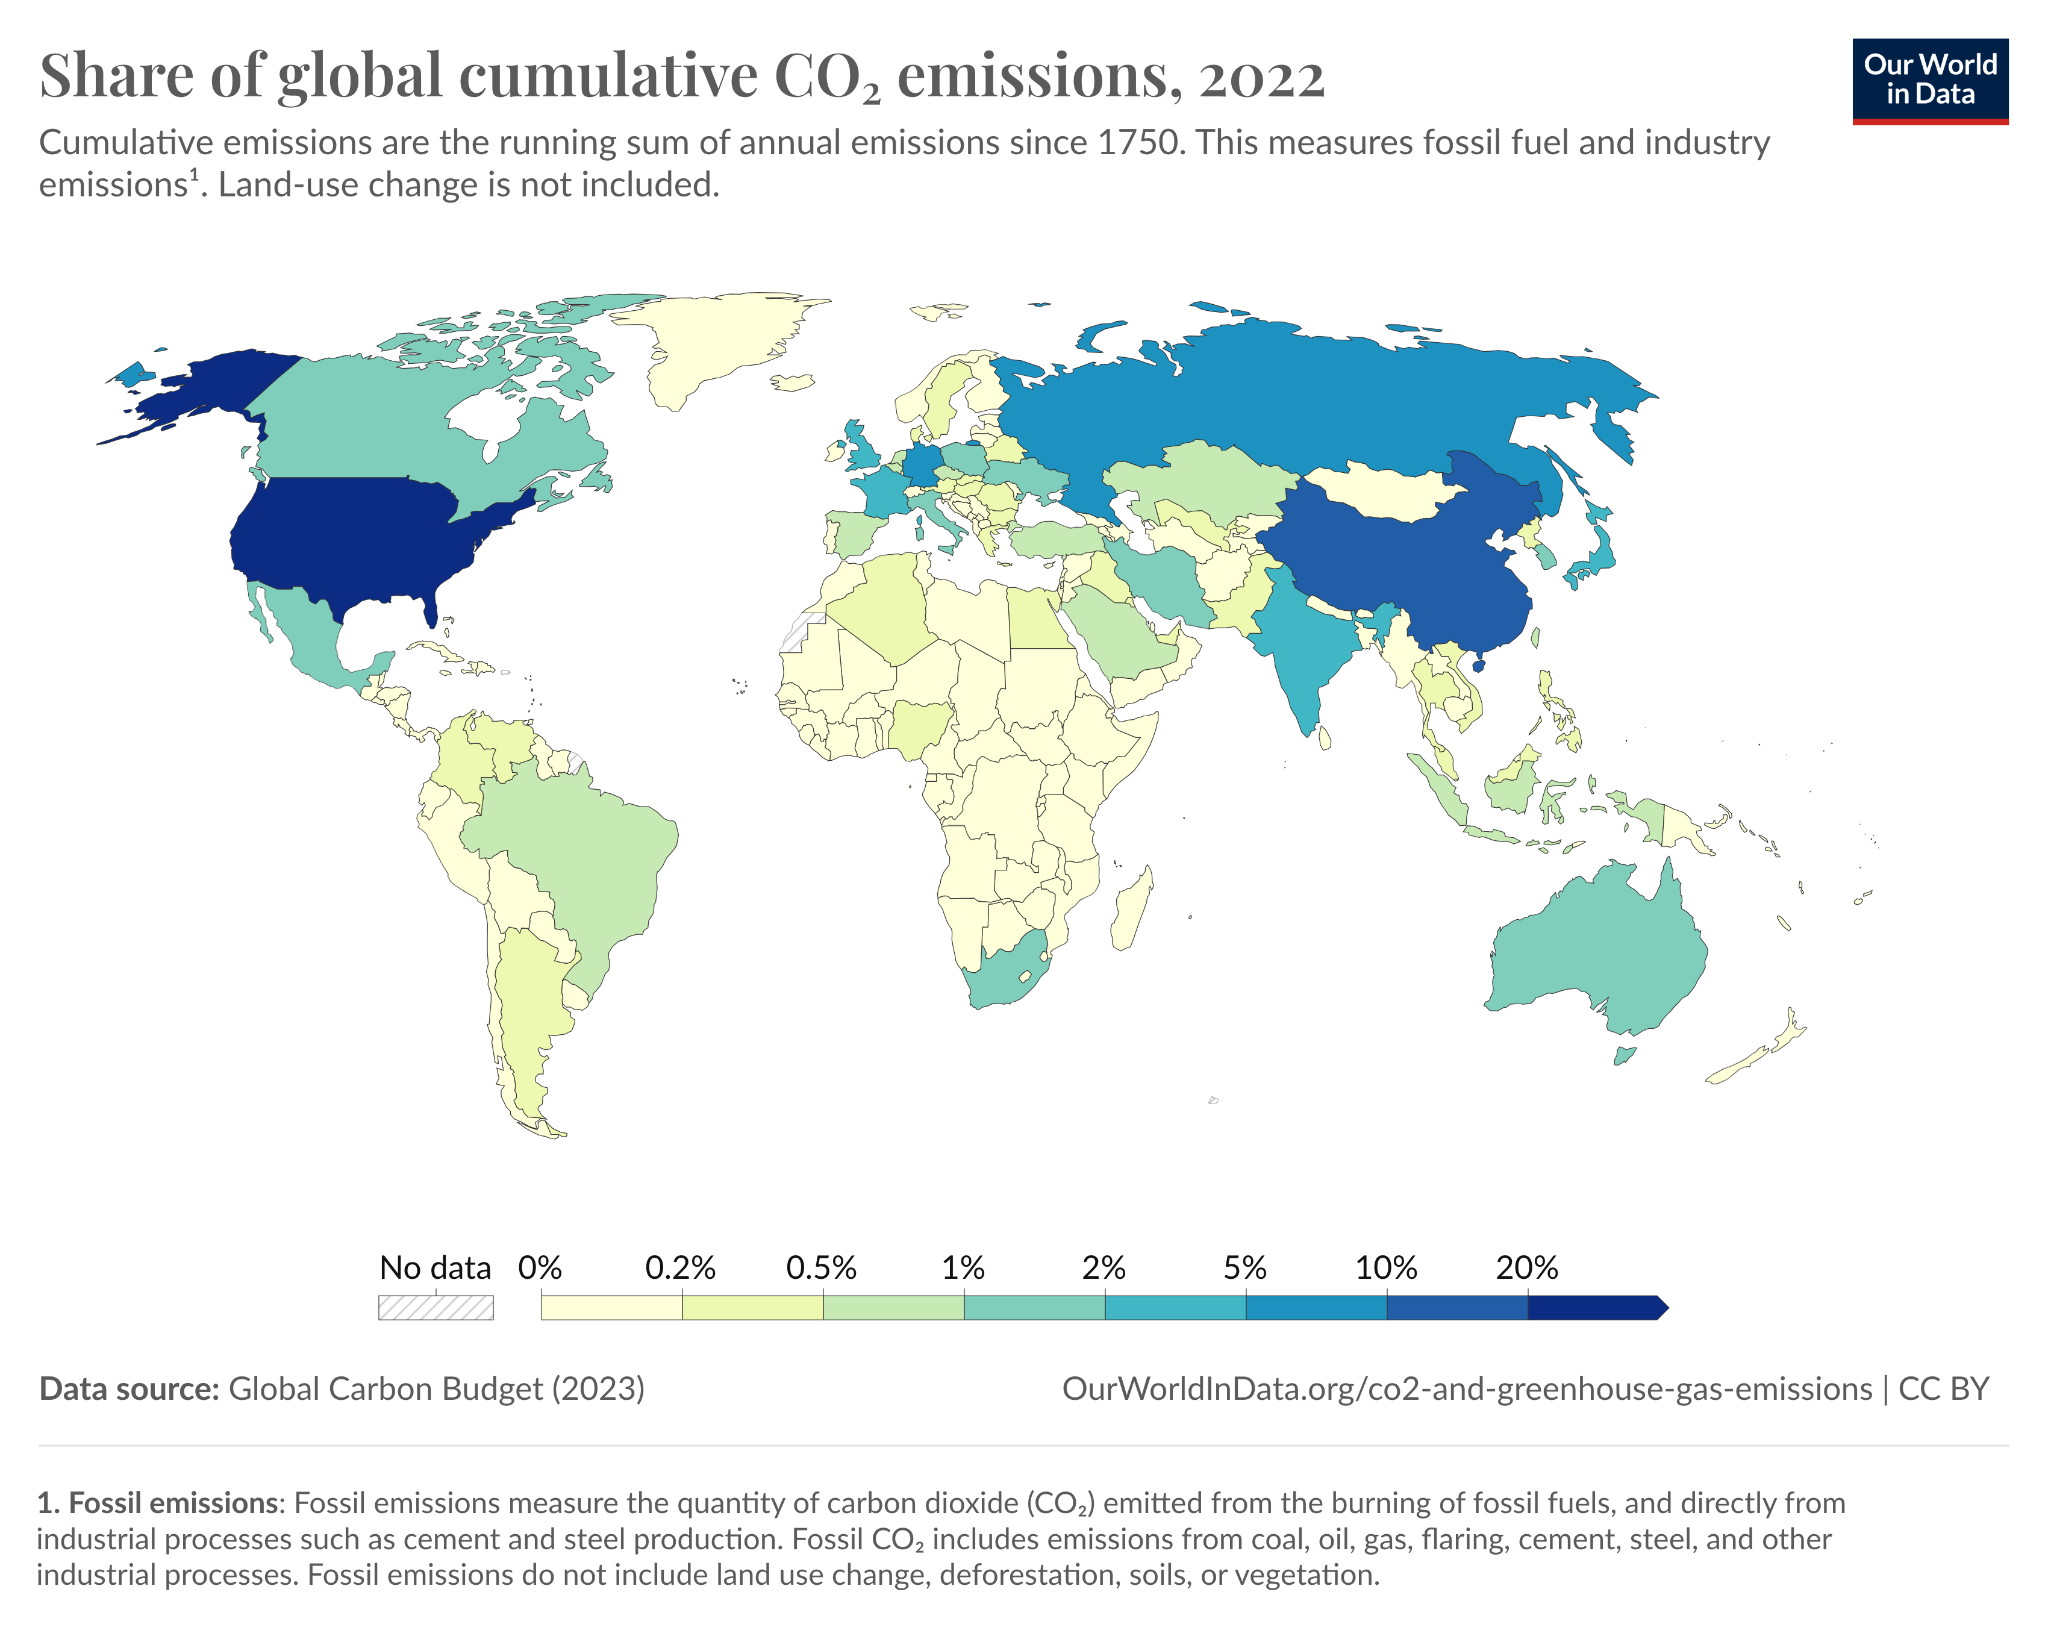 Share of global cumulative CO₂ emissions, 2022
Our World
in Data
Cumulative emissions are the running sum of annual emissions since 1750. This measures fossil fuel and industry
emissions¹. Land-use change is not included.
No data 0% 0.2% 0.5% 1% 2% 5% 10% 20%
Data source: Global Carbon Budget (2023)
OurWorldInData.org/co2-and-greenhouse-gas-emissions | CC BY
1. Fossil emissions: Fossil emissions measure the quantity of carbon dioxide (CO₂) emitted from the burning of fossil fuels, and directly from
industrial processes such as cement and steel production. Fossil CO₂ includes emissions from coal, oil, gas, flaring, cement, steel, and other
industrial processes. Fossil emissions do not include land use change, deforestation, soils, or vegetation.